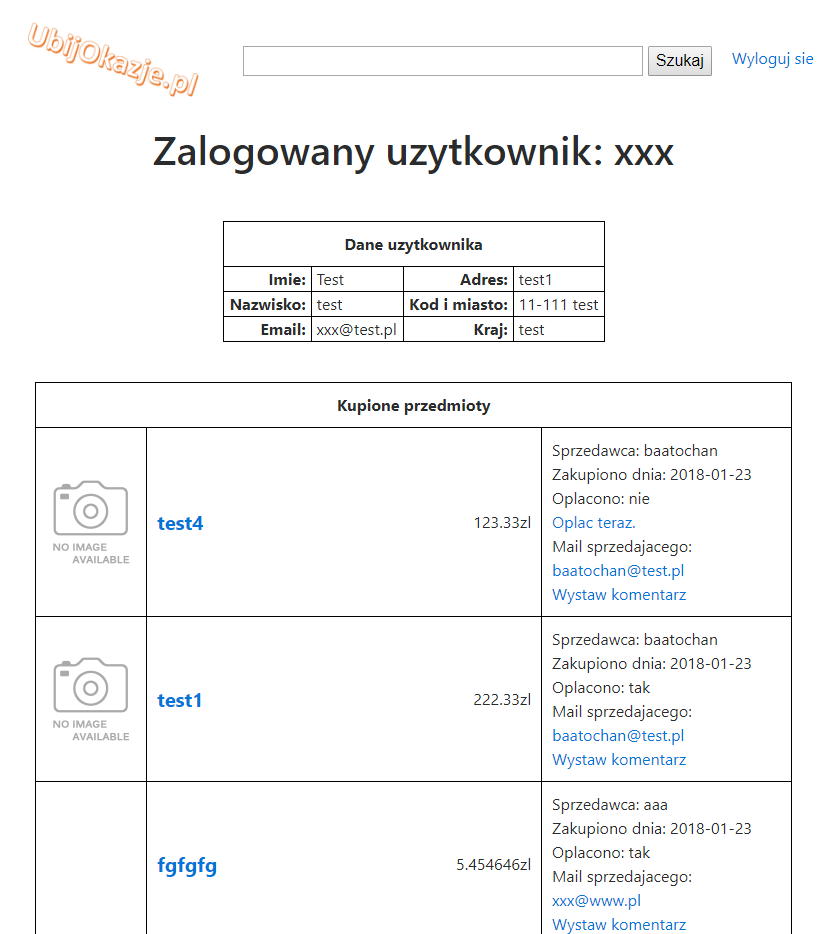 UbijOkazje.pl
Szukaj
Wyloguj sie
Zalogowany uzytkownik: xxx
Dane uzytkownika
Imie: Test Adres: test1
Nazwisko: test Kod i miasto: 11-111 test
Email: xxx@test.pl Kraj: test
Kupione przedmioty
NO IMAGE
AVAILABLE
test4
123.33zl
Sprzedawca: baatochan
Zakupiono dnia: 2018-01-23
Oplacono: nie
Oplac teraz.
Mail sprzedajacego:
baatochan@test.pl
Wystaw komentarz
NO IMAGE
AVAILABLE
test1
222.33zl
Sprzedawca: baatochan
Zakupiono dnia: 2018-01-23
Oplacono: tak
Mail sprzedajacego:
baatochan@test.pl
Wystaw komentarz
fgfgfg
5.454646zl
Sprzedawca: aaa
Zakupiono dnia: 2018-01-23
Oplacono: tak
Mail sprzedajacego:
xxx@www.pl
Wystaw komentarz